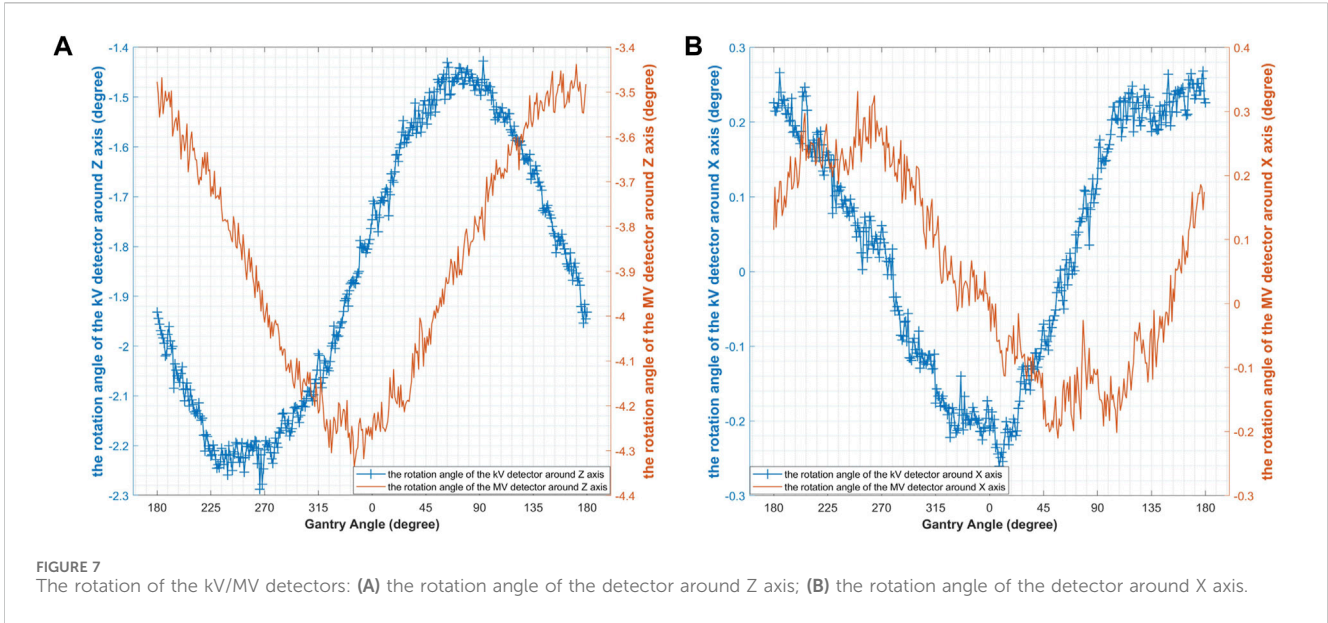 A
-1.4
-1.5
-1.6
-1.7
-1.8
-1.9
-2
-2.1
-2.2
-2.3
the rotation angle of the kV detector around Z axis (degree)
-3.4
-3.5
-3.6
-3.7
-3.8
-3.9
-4
-4.1
-4.2
-4.3
-4.4
the rotation angle of the MV detector around Z axis (degree)
the rotation angle of the kV detector around Z axis
the rotation angle of the MV detector around Z axis
180 225 270 315 0 45 90 135 180
Gantry Angle (degree)
B
0.3
0.2
0.1
0
-0.1
-0.2
-0.3
the rotation angle of the kV detector around X axis (degree)
0.4
0.3
0.2
0.1
0
-0.1
-0.2
-0.3
the rotation angle of the MV detector around X axis (degree)
the rotation angle of the kV detector around X axis
the rotation angle of the MV detector around X axis
180 225 270 315 0 45 90 135 180
Gantry Angle (degree)
FIGURE 7
The rotation of the kV/MV detectors: (A) the rotation angle of the detector around Z axis; (B) the rotation angle of the detector around X axis.